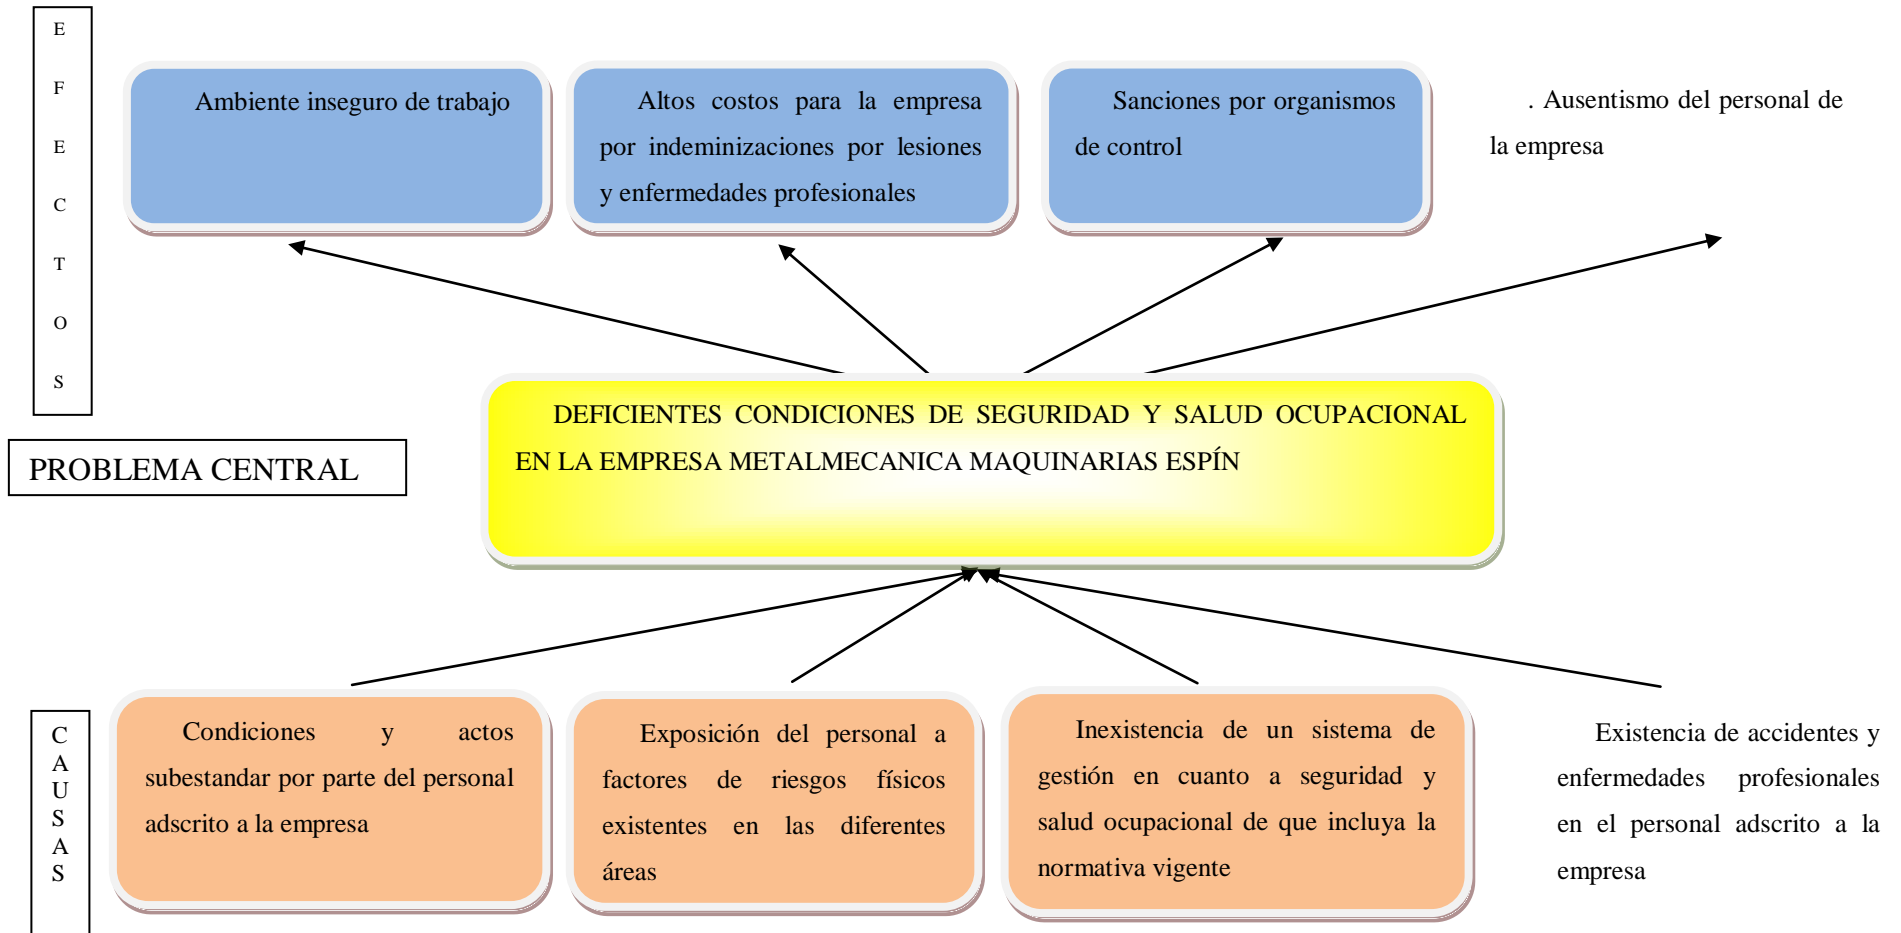 E
F
E
C
T
O
S
Ambiente inseguro de trabajo
Altos costos para la empresa
por indeminizaciones por lesiones
y enfermedades profesionales
Sanciones por organismos
de control
. Ausentismo del personal de
la empresa
PROBLEMA CENTRAL
DEFICIENTES CONDICIONES DE SEGURIDAD Y SALUD OCUPACIONAL
EN LA EMPRESA METALMECANICA MAQUINARIAS ESPÍN
C
A
U
S
A
S
Condiciones y actos
subestandar por parte del personal
adscrito a la empresa
Exposición del personal a
factores de riesgos físicos
existentes en las diferentes
áreas
Inexistencia de un sistema de
gestión en cuanto a seguridad y
salud ocupacional de que incluya la
normativa vigente
Existencia de accidentes y
enfermedades profesionales
en el personal adscrito a la
empresa